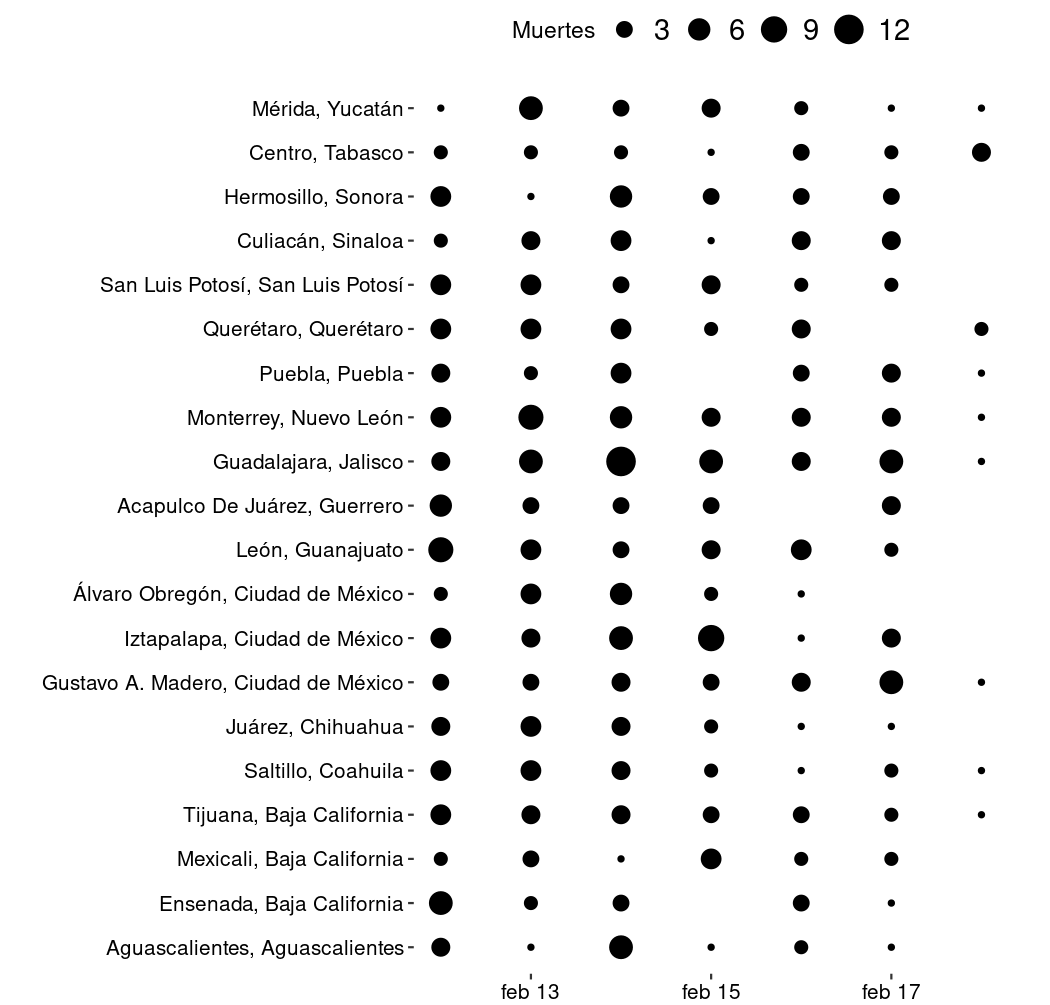 Muertes 3 6 9 12
Mérida, Yucatán
Centro, Tabasco
Hermosillo, Sonora
Culiacán, Sinaloa
San Luis Potosí, San Luis Potosí
Querétaro, Querétaro
Puebla, Puebla
Monterrey, Nuevo León
Guadalajara, Jalisco
Acapulco De Juárez, Guerrero
León, Guanajuato
Álvaro Obregón, Ciudad de México
Iztapalapa, Ciudad de México
Gustavo A. Madero, Ciudad de México
Juárez, Chihuahua
Saltillo, Coahuila
Tijuana, Baja California
Mexicali, Baja California
Ensenada, Baja California
Aguascalientes, Aguascalientes
feb 13 feb 15 feb 17